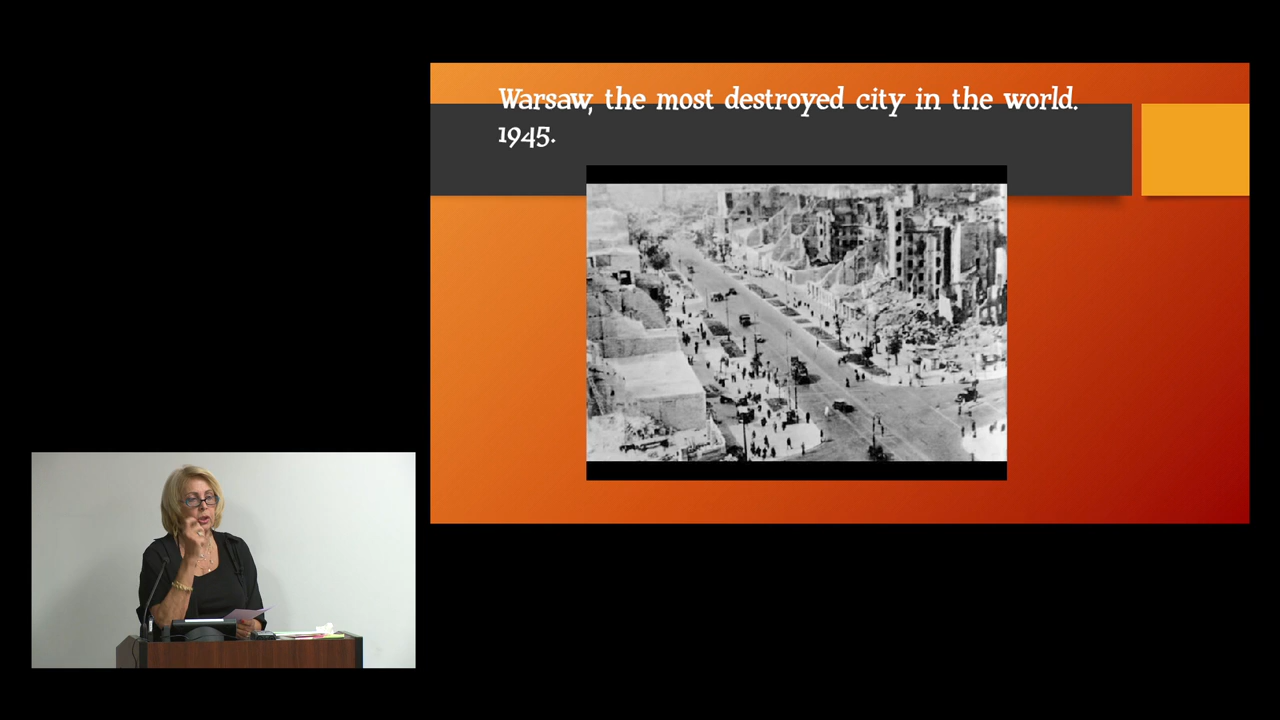 Warsaw, the most destroyed city in the world.
1945.